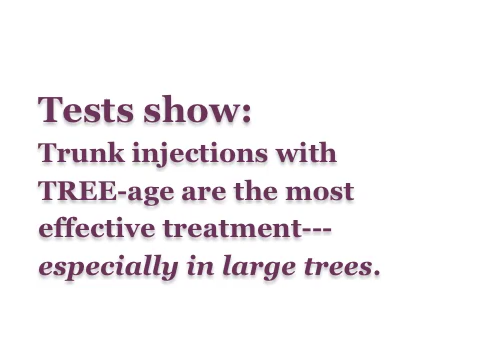 Tests show:
Trunk injections with
TREE-age are the most
effective treatment---
especially in large trees.